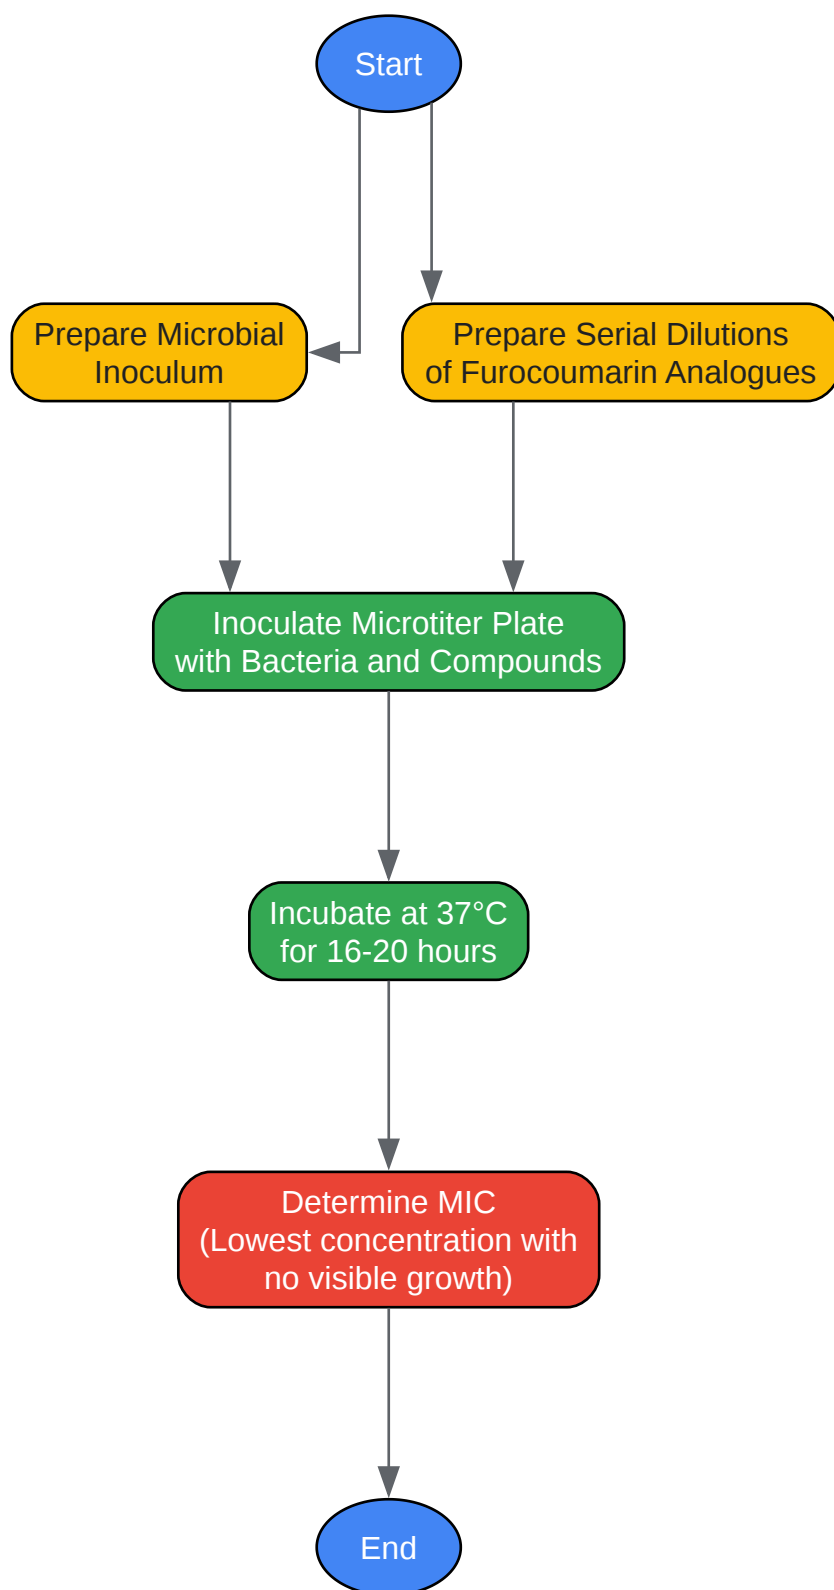 Start
Prepare Microbial
Inoculum
Prepare Serial Dilutions
of Furocoumarin Analogues
Inoculate Microtiter Plate
with Bacteria and Compounds
Incubate at 37°C
for 16-20 hours
Determine MIC
(Lowest concentration with
no visible growth)
End